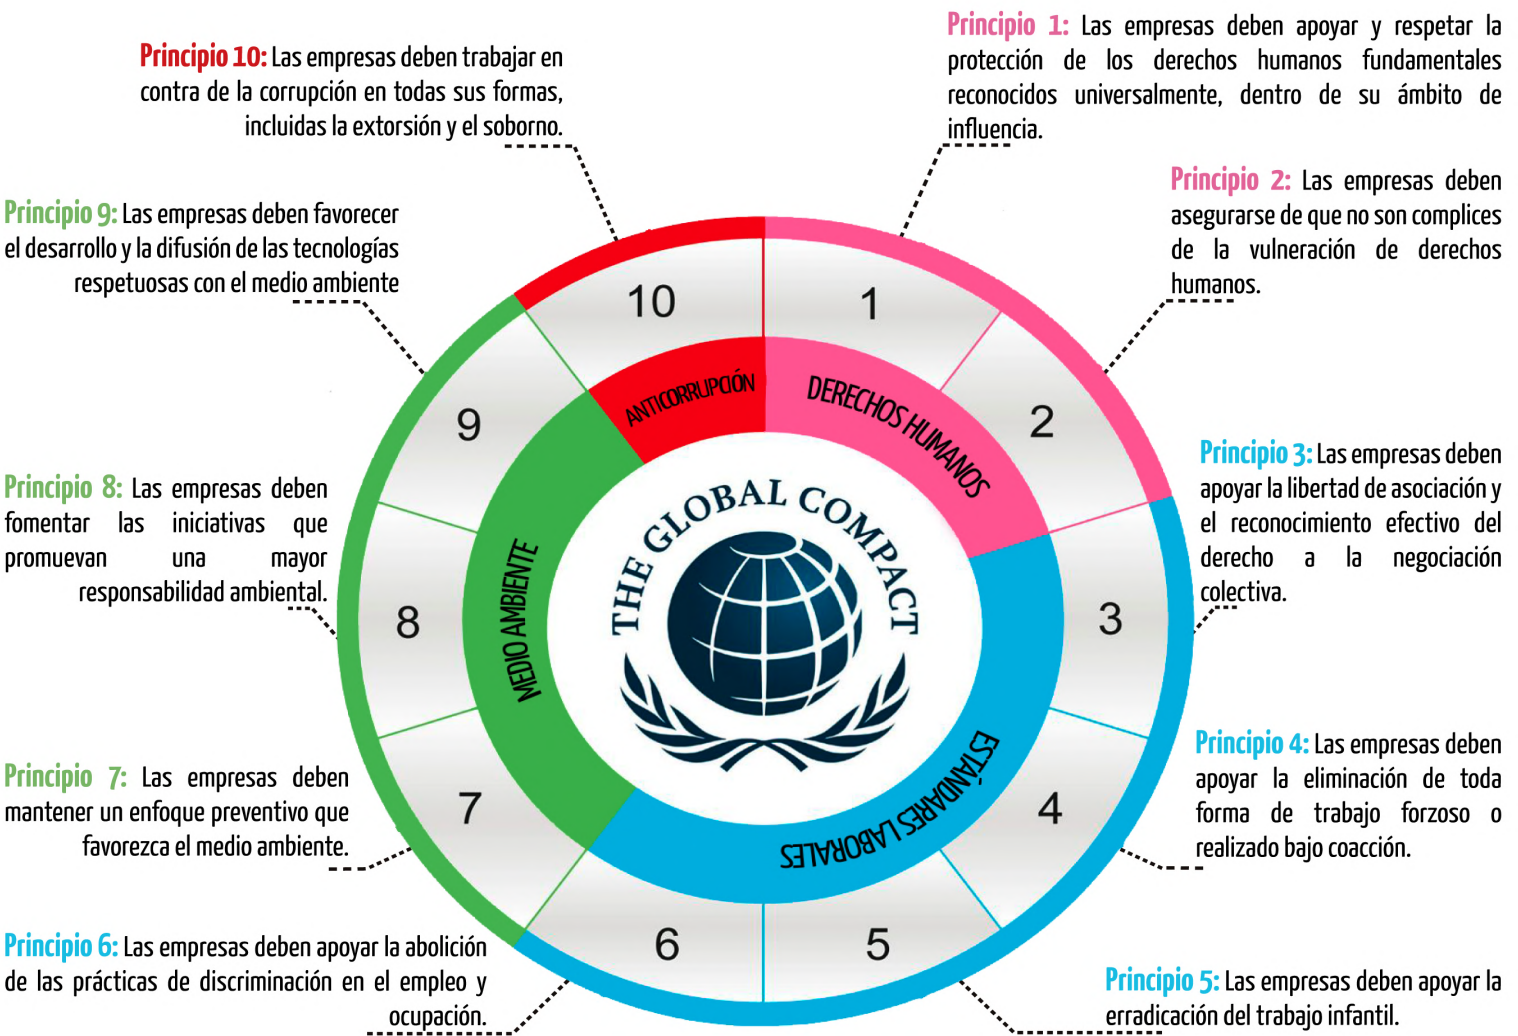 Principio 10: Las empresas deben trabajar en
contra de la corrupción en todas sus formas,
incluidas la extorsión y el soborno.
Principio 1: Las empresas deben apoyar y respetar la
protección de los derechos humanos fundamentales
reconocidos universalmente, dentro de su ámbito de
influencia.
Principio 9: Las empresas deben favorecer
el desarrollo y la difusión de las tecnologías
respetuosas con el medio ambiente
Principio 2: Las empresas deben
asegurarse de que no son complices
de la vulneración de derechos
humanos.
Principio 8: Las empresas deben
fomentar las iniciativas que
promuevan una mayor
responsabilidad ambiental.
Principio 3: Las empresas deben
apoyar la libertad de asociación y
el reconocimiento efectivo del
derecho a la negociación
colectiva.
Principio 7: Las empresas deben
mantener un enfoque preventivo que
favorezca el medio ambiente.
Principio 4: Las empresas deben
apoyar la eliminación de toda
forma de trabajo forzoso o
realizado bajo coacción.
Principio 6: Las empresas deben apoyar la abolición
de las prácticas de discriminación en el empleo y
ocupación.
Principio 5: Las empresas deben apoyar la
erradicación del trabajo infantil.
10
1
9
2
8
3
7
4
6
5
ANTICORRUPCIÓN
DERECHOS HUMANOS
MEDIO AMBIENTE
ESTÁNDARES LABORALES
THE GLOBAL COMPACT